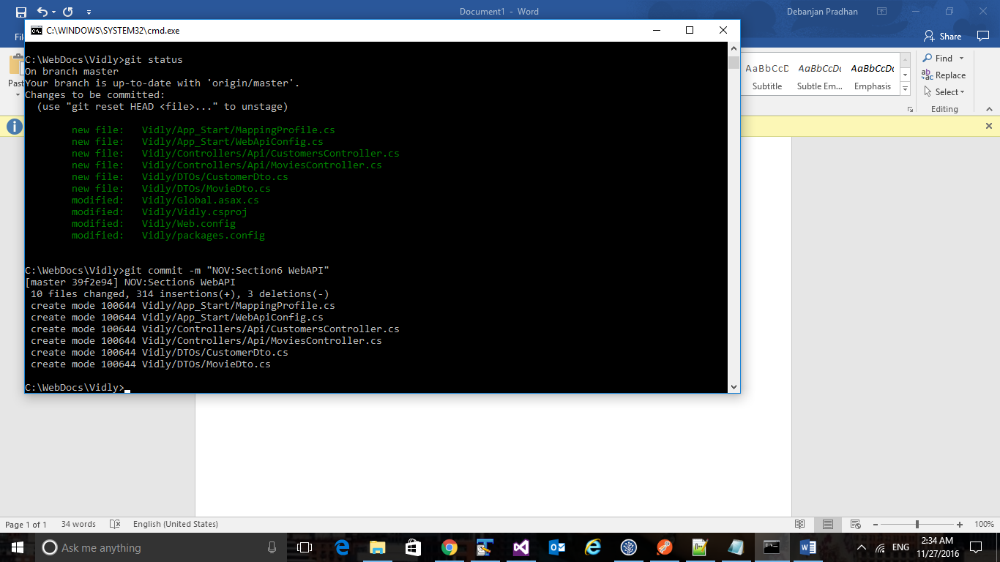 Document1 - Word
Debanjan Pradhan
C:\WINDOWS\SYSTEM32\cmd.exe
Share
C:\WebDocs\Vidly>git status
On branch master
Your branch is up-to-date with 'origin/master'.
Changes to be committed:
(use "git reset HEAD <file>..." to unstage)
new file: Vidly/App_Start/MappingProfile.cs
new file: Vidly/App_Start/WebApiConfig.cs
new file: Vidly/Controllers/Api/CustomersController.cs
new file: Vidly/Controllers/Api/MoviesController.cs
new file: Vidly/DTOs/CustomerDto.cs
new file: Vidly/DTOs/MovieDto.cs
modified: Vidly/Global.asax.cs
modified: Vidly/Vidly.csproj
modified: Vidly/Web.config
modified: Vidly/packages.config
C:\WebDocs\Vidly>git commit -m "NOV:Section6 WebAPI"
[master 39f2e94] NOV:Section6 WebAPI
10 files changed, 314 insertions(+), 3 deletions(-)
create mode 100644 Vidly/App_Start/MappingProfile.cs
create mode 100644 Vidly/App_Start/WebApiConfig.cs
create mode 100644 Vidly/Controllers/Api/CustomersController.cs
create mode 100644 Vidly/Controllers/Api/MoviesController.cs
create mode 100644 Vidly/DTOs/CustomerDto.cs
create mode 100644 Vidly/DTOs/MovieDto.cs
C:\WebDocs\Vidly>
Past
AaBbCcD AaBbCcDc AaBbCcDc
Subtitle Subtle Em... Emphasis
Find
Replace
Select
Editing
Page 1 of 1 34 words English (United States)
100%
Ask me anything
ENG
2:34 AM
11/27/2016